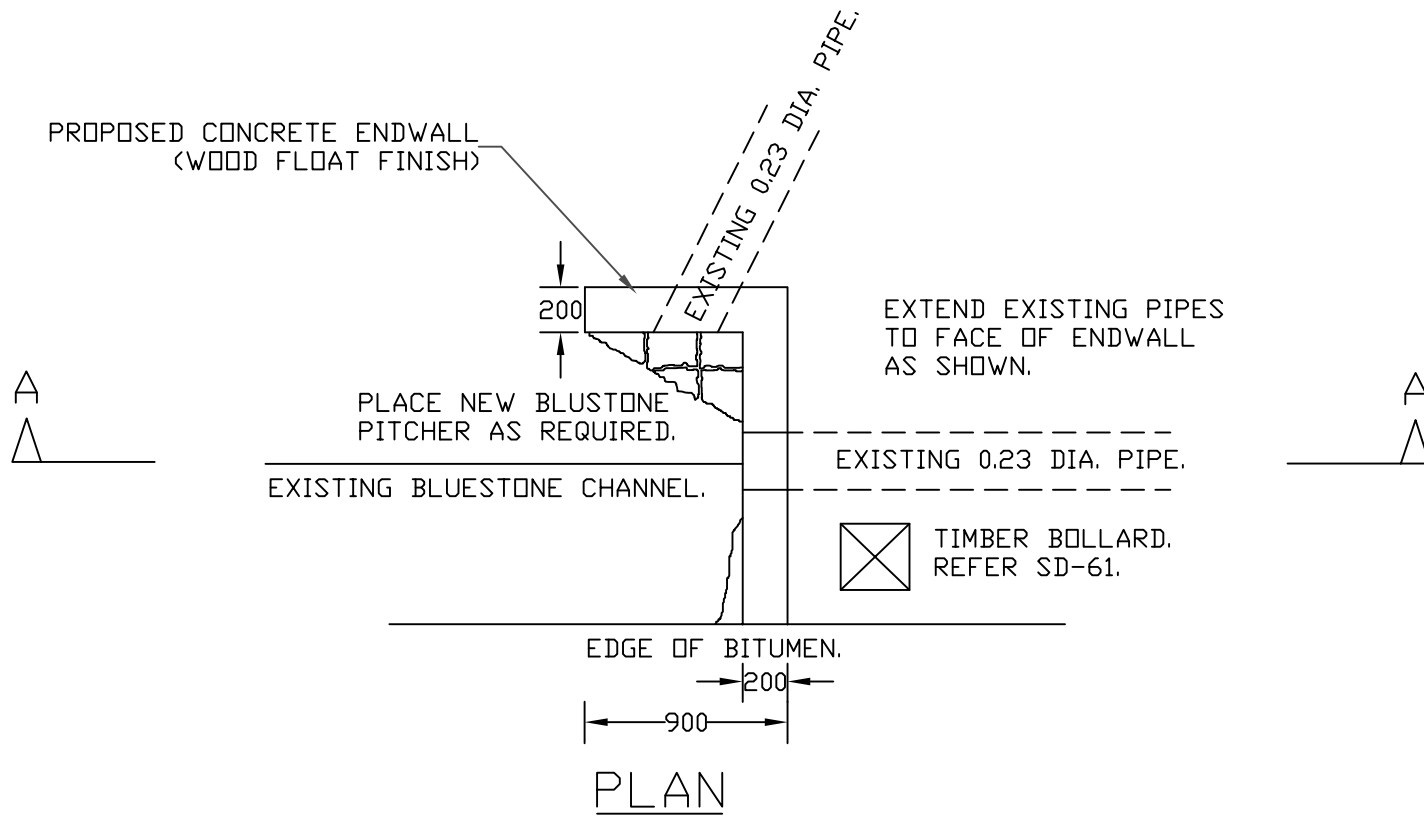 EXISTING 0.23 DIA. PIPE.
PROPOSED CONCRETE ENDWALL
(WOOD FLOAT FINISH)
200
EXTEND EXISTING PIPES
TO FACE OF ENDWALL
AS SHOWN.
A
A
PLACE NEW BLUSTONE
PITCHER AS REQUIRED.
EXISTING 0.23 DIA. PIPE.
EXISTING BLUESTONE CHANNEL.
TIMBER BOLLARD.
REFER SD-61.
EDGE OF BITUMEN.
200
900
PLAN